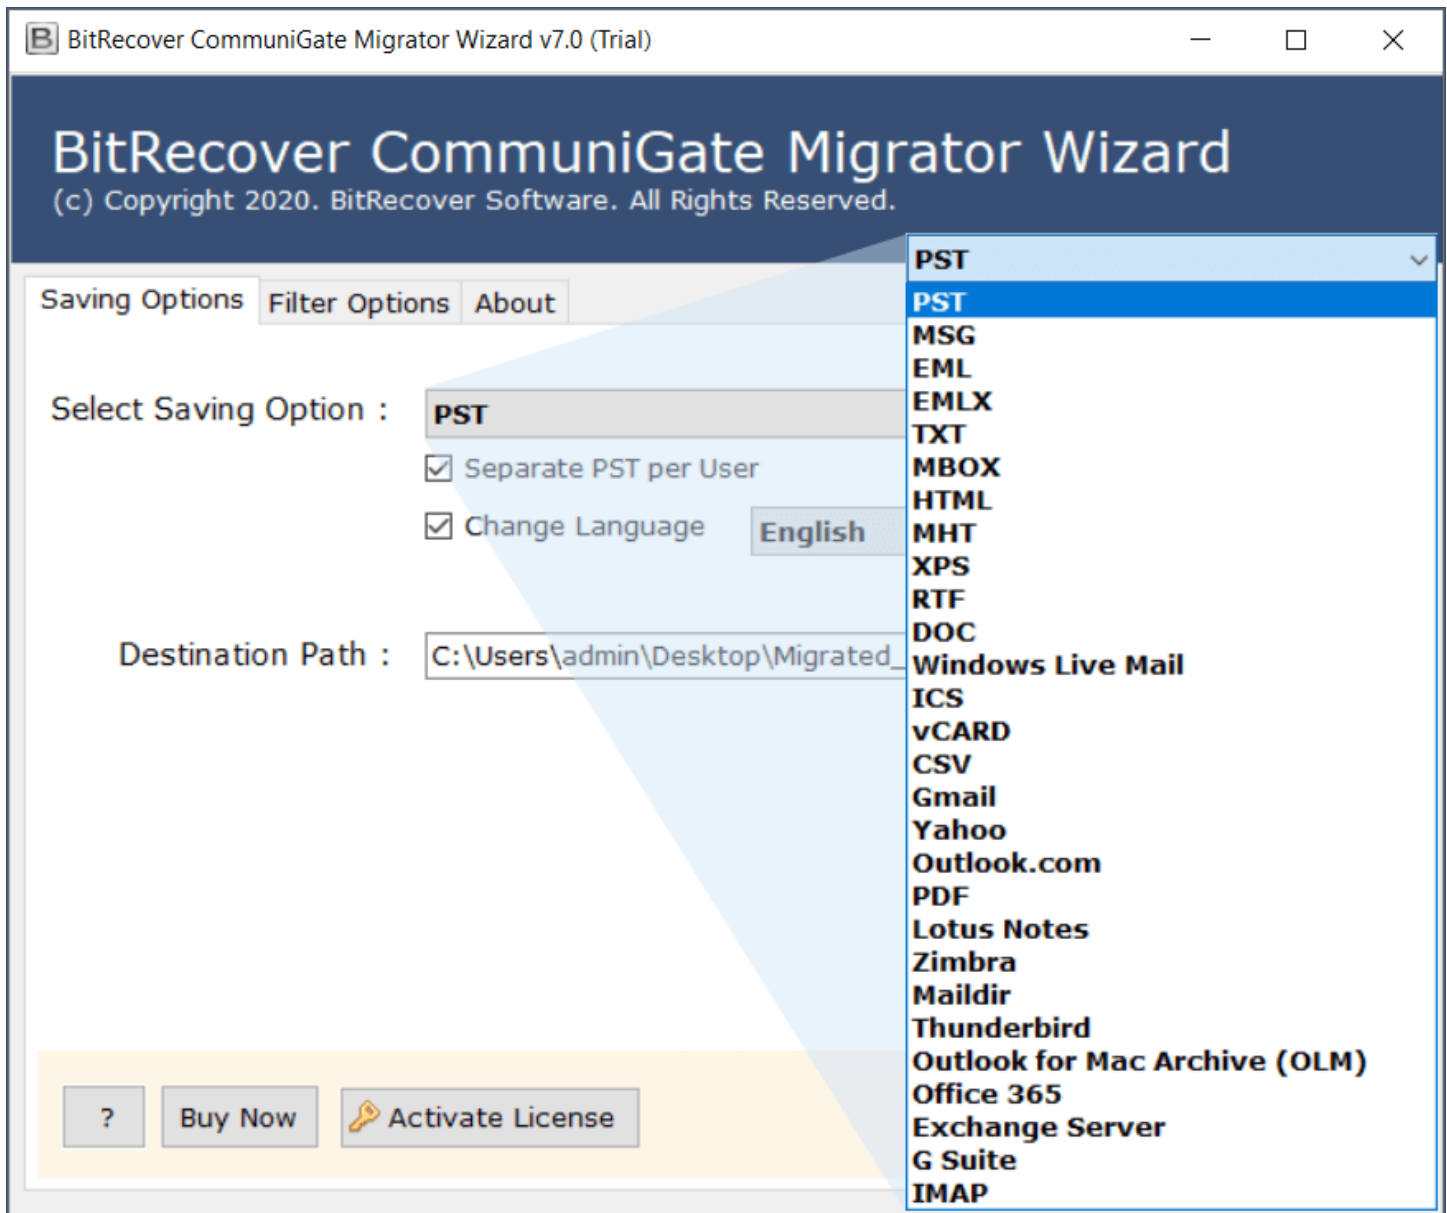 BitRecover CommuniGate Migrator Wizard v7.0 (Trial)
BitRecover CommuniGate Migrator Wizard
(c) Copyright 2020. BitRecover Software. All Rights Reserved.
Saving Options
Filter Options
About
Select Saving Option :
PST
Separate PST per User
Change Language
English
Destination Path :
C:\Users\admin\Desktop\Migrated_
? Buy Now Activate License
PST
PST
MSG
EML
EMLX
TXT
MBOX
HTML
MHT
XPS
RTF
DOC
Windows Live Mail
ICS
vCARD
CSV
Gmail
Yahoo
Outlook.com
PDF
Lotus Notes
Zimbra
Maildir
Thunderbird
Outlook for Mac Archive (OLM)
Office 365
Exchange Server
G Suite
IMAP